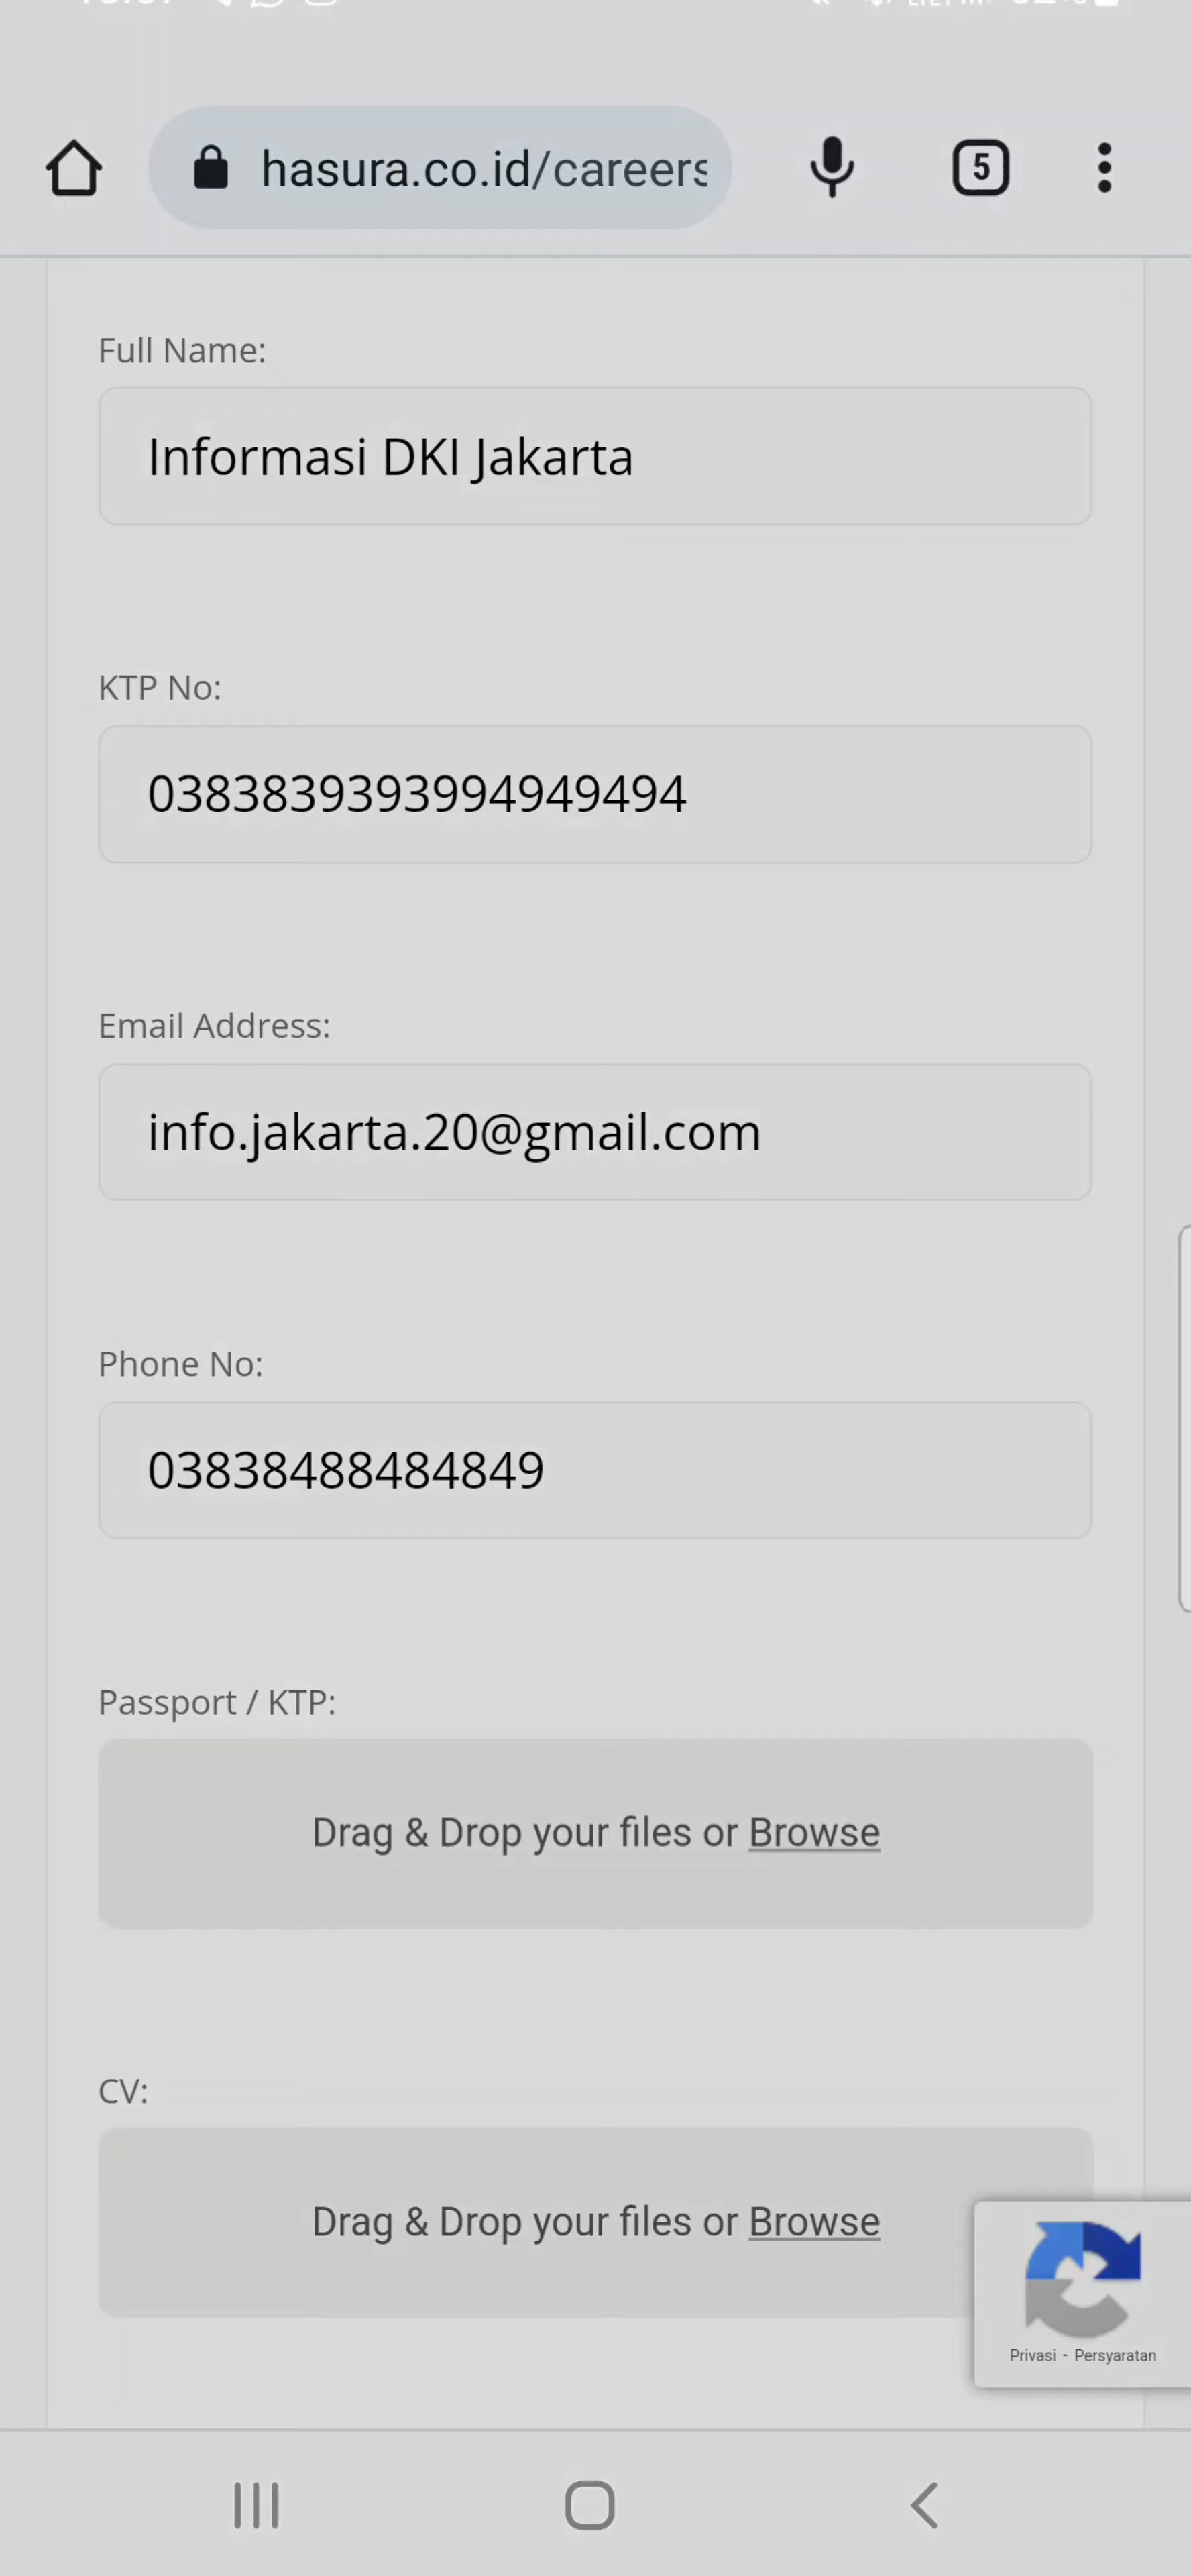 hasura.co.id/careers
5
Full Name:
Informasi DKI Jakarta
KTP No:
0383839393994949494
Email Address:
info.jakarta.20@gmail.com
Phone No:
03838488484849
Passport / KTP:
Drag & Drop your files or Browse
CV:
Drag & Drop your files or Browse
Privasi - Persyaratan